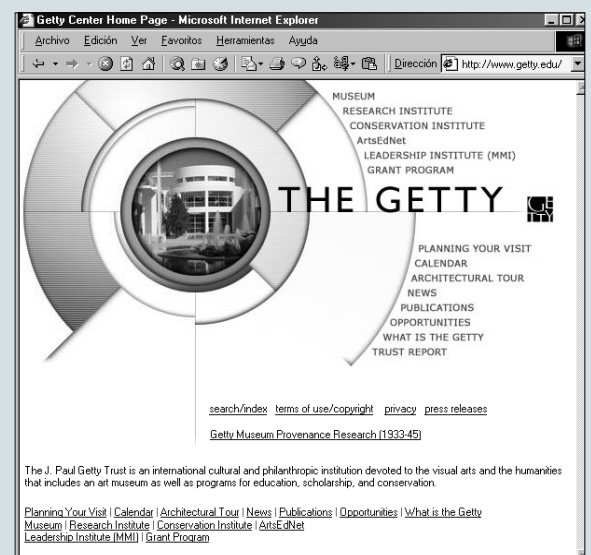 Getty Center Home Page - Microsoft Internet Explorer
Archivo Edición Ver Favoritos Herramientas Ayuda
Dirección http://www.getty.edu/
MUSEUM
RESEARCH INSTITUTE
CONSERVATION INSTITUTE
ArtsEdNet
LEADERSHIP INSTITUTE (MMI)
GRANT PROGRAM
THE GETTY GETTY
PLANNING YOUR VISIT
CALENDAR
ARCHITECTURAL TOUR
NEWS
PUBLICATIONS
OPPORTUNITIES
WHAT IS THE GETTY
TRUST REPORT
search/index terms of use/copyright privacy press releases
Getty Museum Provenance Research (1933-45)
The J. Paul Getty Trust is an international cultural and philanthropic institution devoted to the visual arts and the humanities
that includes an art museum as well as programs for education, scholarship, and conservation.
Planning Your Visit | Calendar | Architectural Tour | News | Publications | Opportunities | What is the Getty
Museum | Research Institute | Conservation Institute | ArtsEdNet
Leadership Institute (MMI) | Grant Program